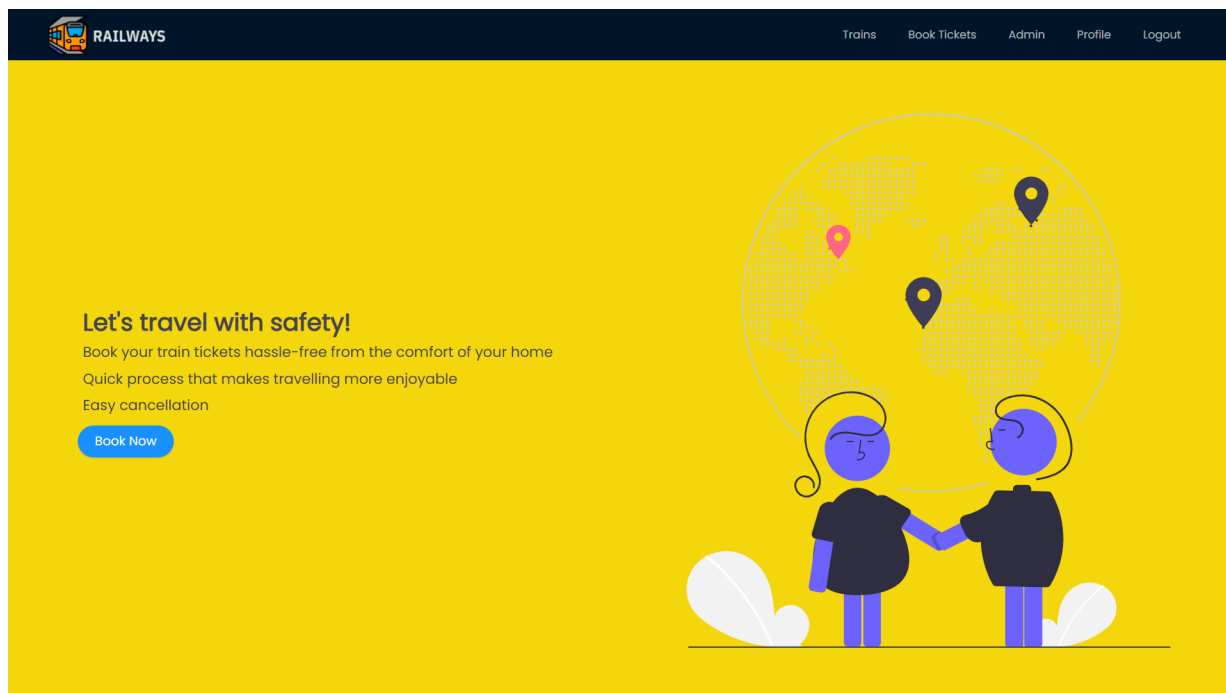 RAILWAYS
Trains Book Tickets Admin Profile Logout
Let's travel with safety!
Book your train tickets hassle-free from the comfort of your home
Quick process that makes travelling more enjoyable
Easy cancellation
Book Now